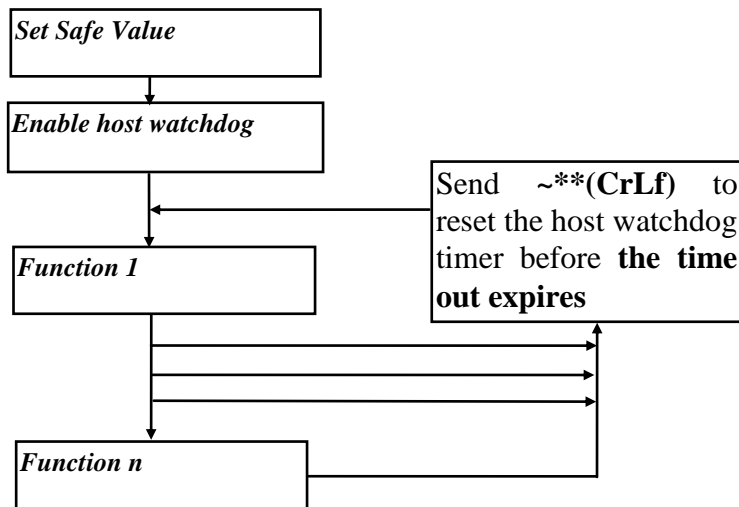 Set Safe Value
Enable host watchdog
Send ~**(CrLf) to
reset the host watchdog
timer before the time
out expires
Function 1
Function n